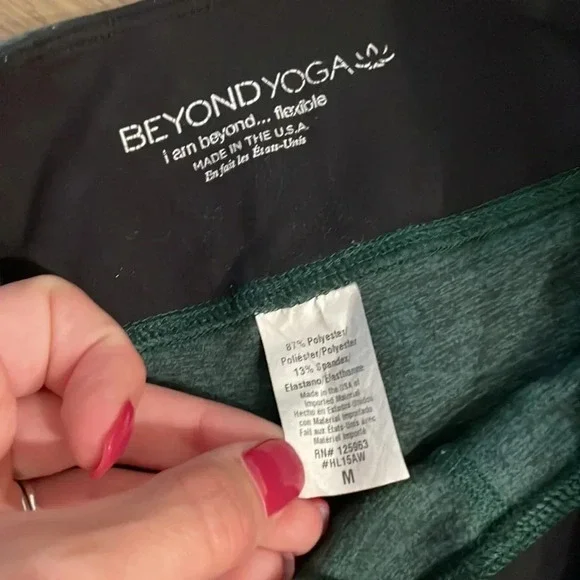 BEYOND YOGA
i am beyond... flexible
MADE IN THE U.S.A.
En fait les États-Unis
87% Polyester/
Poliéster/Polyester
13% Spandex/
Elastano/Elasthanne
Made in the USA of
Imported Material
Hecho en Estados Unidos
con Material Importado
Fait aux États-Unis avec
Matériel Importé
RN# 125963
#HL15AW
M